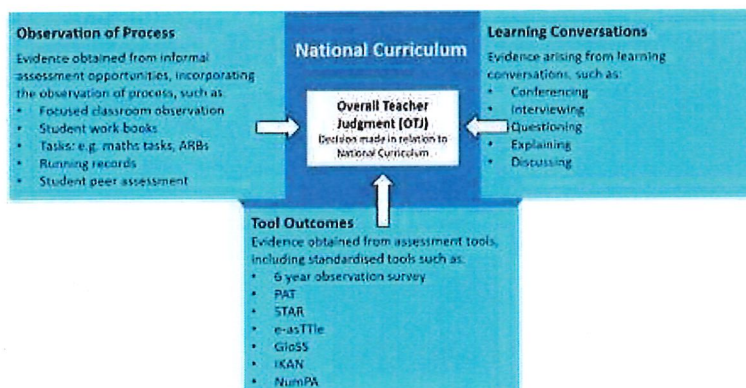 Observation of Process
Evidence obtained from informal
assessment opportunities, incorporating
the observation of process, such as:
• Focused classroom observation
• Student work books
• Tasks: e.g. maths tasks, ARBs
• Running records
• Student peer assessment
National Curriculum
Overall Teacher
Judgment (OTJ)
Decision made in relation to
National Curriculum
Learning Conversations
Evidence arising from learning
conversations, such as:
• Conferencing
• Interviewing
• Questioning
• Explaining
• Discussing
Tool Outcomes
Evidence obtained from assessment tools,
including standardised tools such as:
• 6 year observation survey
• PAT
• STAR
• e-asTTle
• GloSS
• IKAN
• NumPA